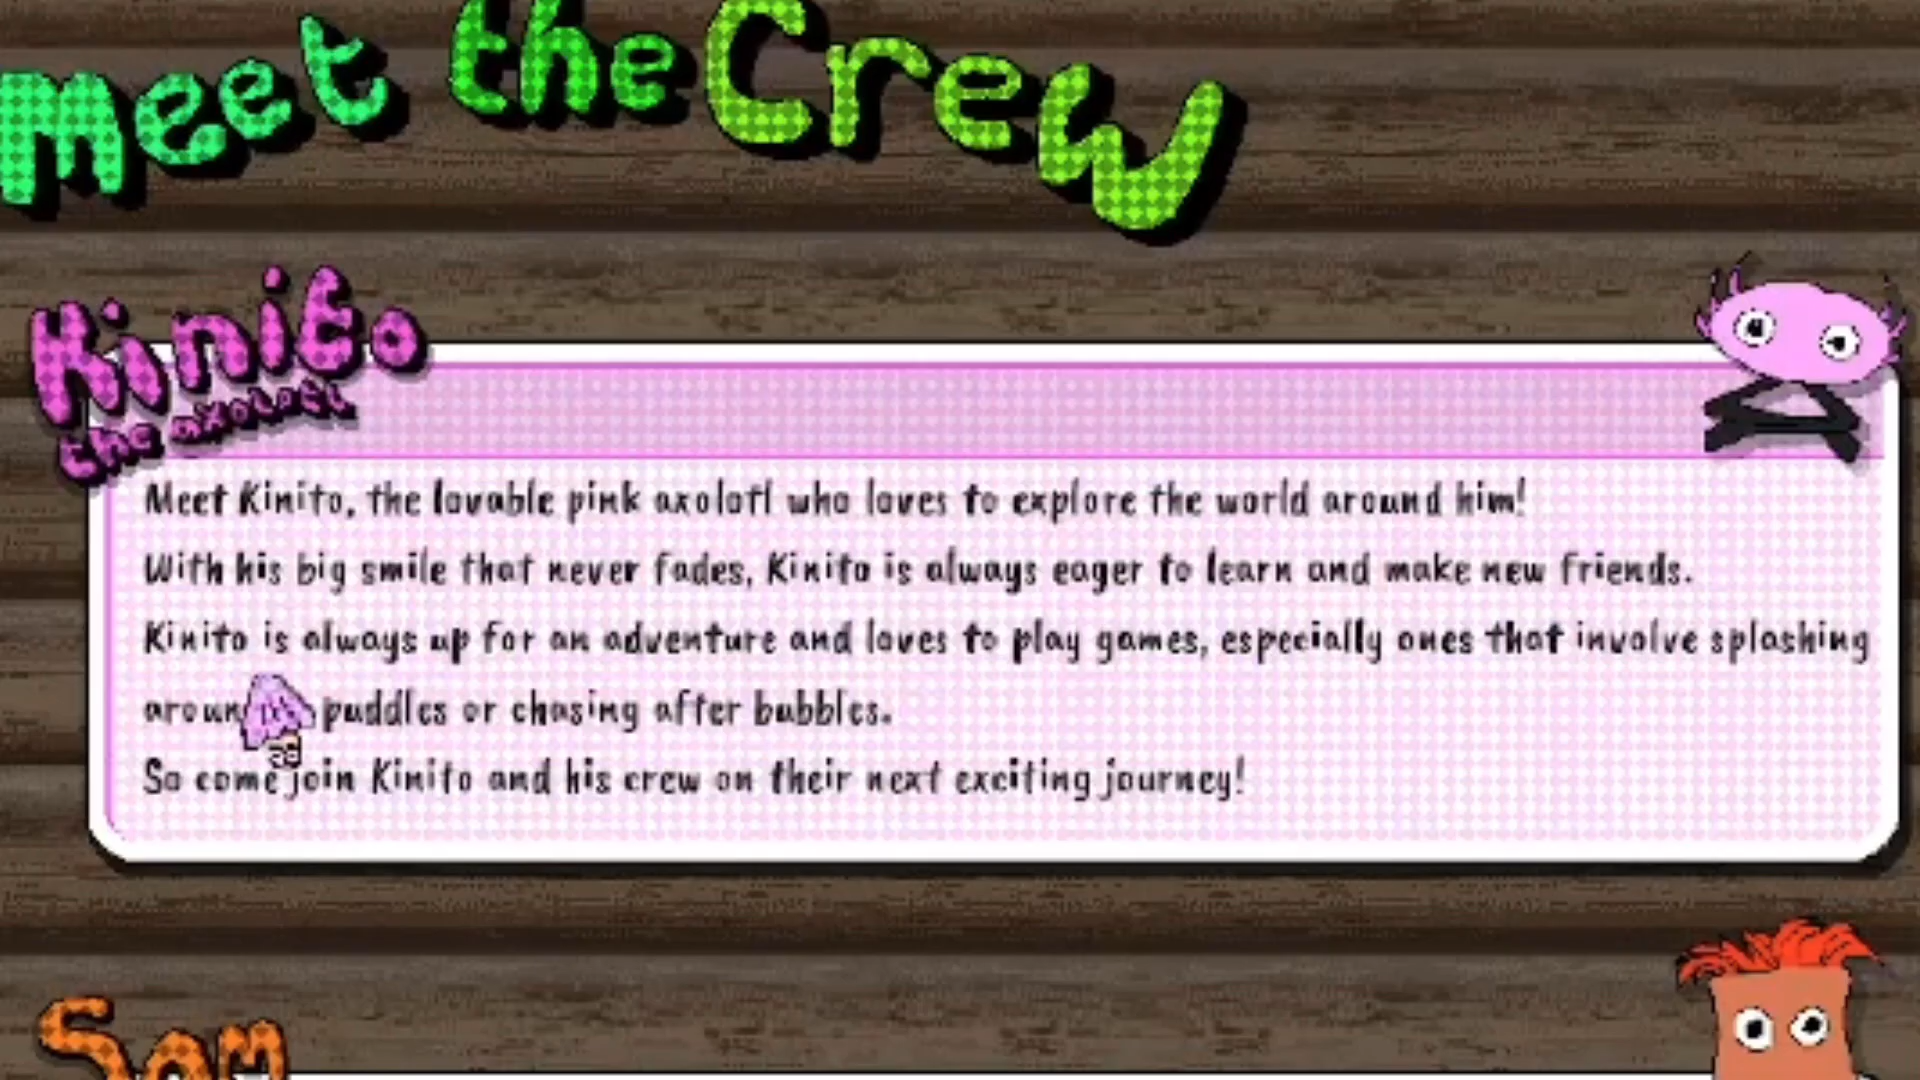 Meet the Crew
Kinito
the axolotl
Meet Kinito, the lovable pink axolotl who loves to explore the world around him!
With his big smile that never fades, Kinito is always eager to learn and make new friends.
Kinito is always up for an adventure and loves to play games, especially ones that involve splashing
puddles or chasing after bubbles.
So come join Kinito and his crew on their next exciting journey!
Sam